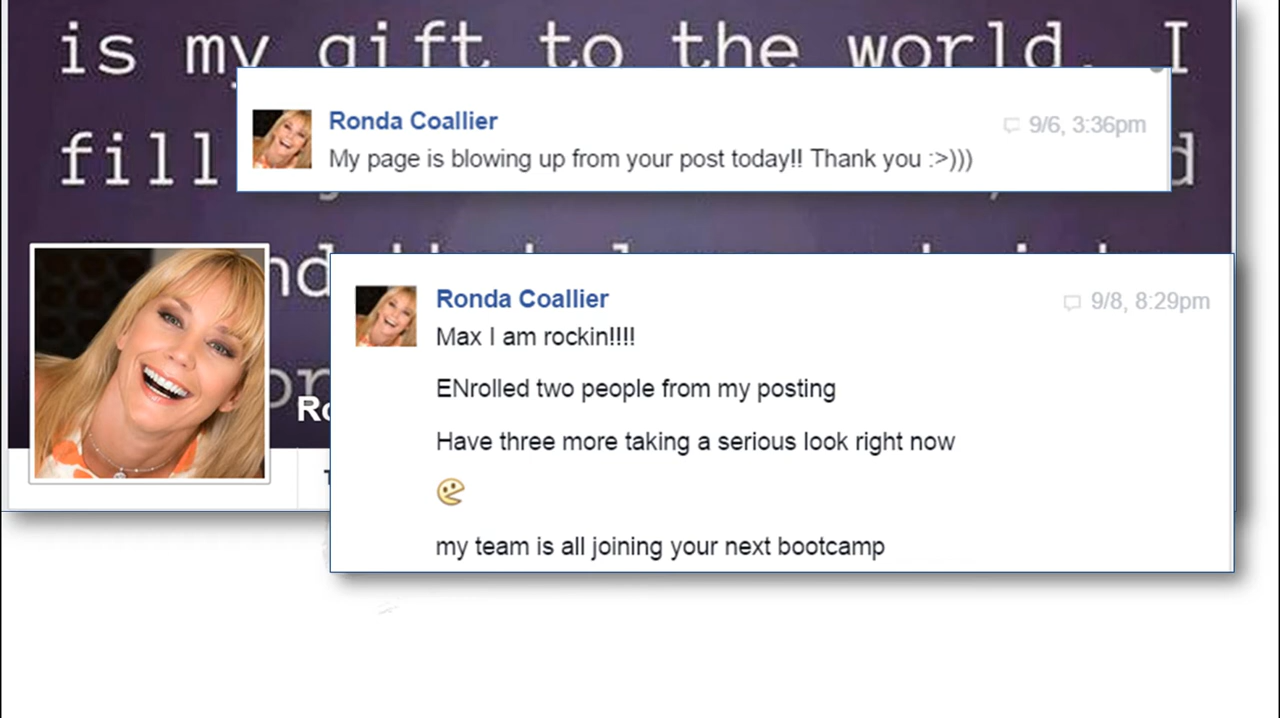 is my gift to the world. I
fill
Ronda Coallier
9/6, 3:36pm
My page is blowing up from your post today!! Thank you :>)))
Ronda Coallier
9/8, 8:29pm
Max I am rockin!!!!
ENrolled two people from my posting
Have three more taking a serious look right now
my team is all joining your next bootcamp